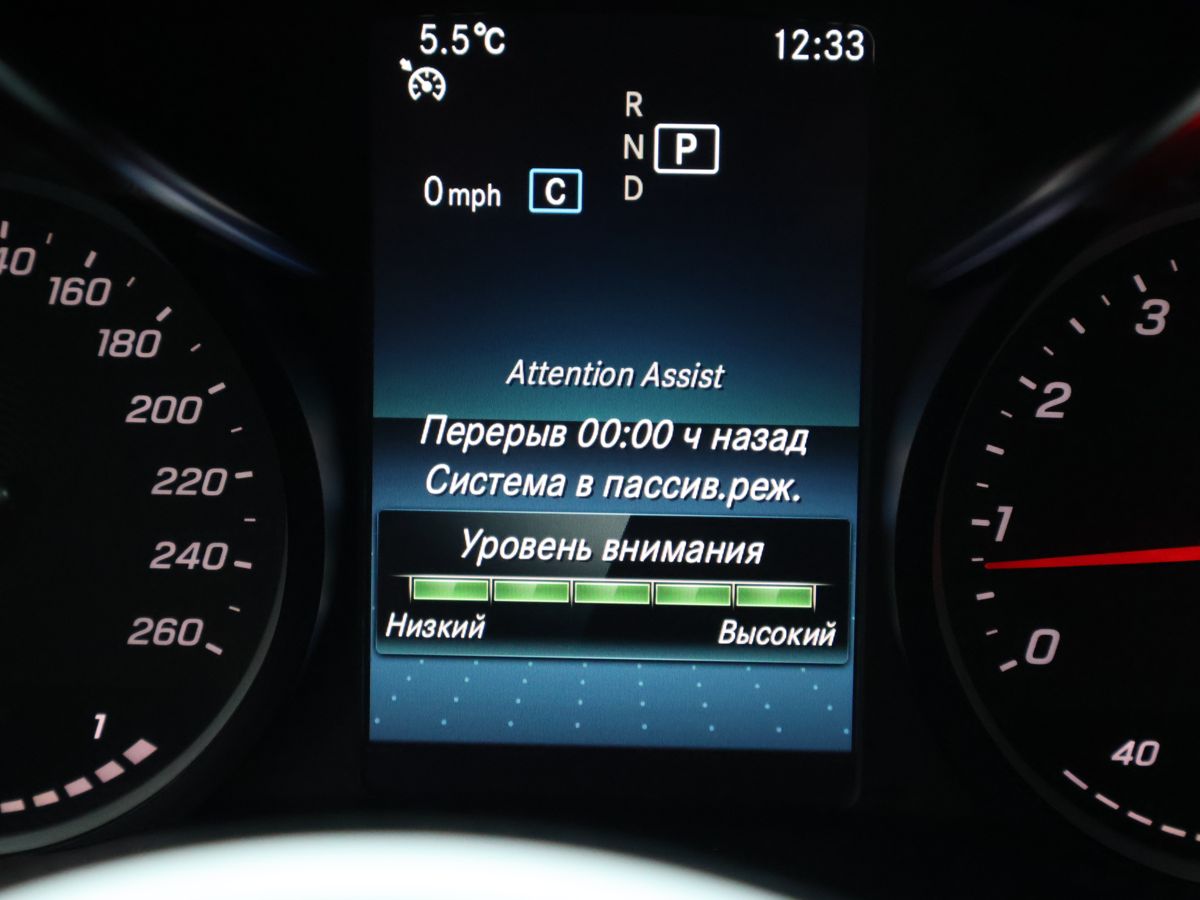 5.5°C
12:33
R
N
P
D
0 mph
C
Attention Assist
Перерыв 00:00 ч назад
Система в пассив.реж.
Уровень внимания
Низкий
Высокий
160
180
200
220
240
260
1
3
2
1
0
40